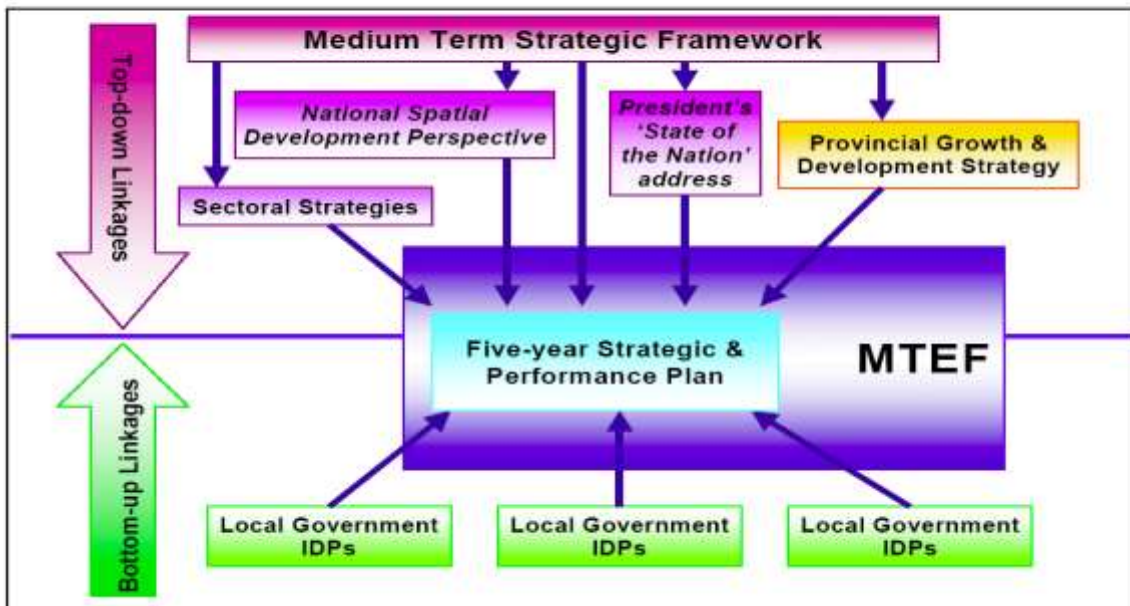 Top-down Linkages
Medium Term Strategic Framework
National Spatial
Development Perspective
President's
'State of
the Nation'
address
Provincial Growth &
Development Strategy
Sectoral Strategies
Five-year Strategic &
Performance Plan
MTEF
Bottom-up Linkages
Local Government
IDPs
Local Government
IDPs
Local Government
IDPs